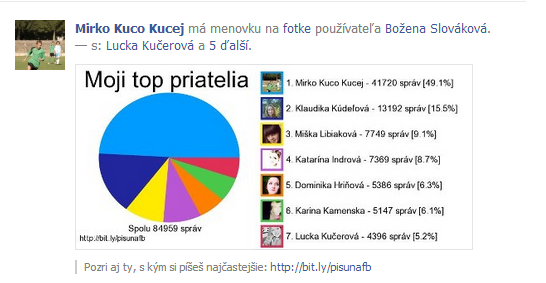 Mirko Kuco Kucej má menovku na fotke používateľa Božena Slováková.
— s: Lucka Kučerová a 5 ďalší.
Moji top priatelia
1. Mirko Kuco Kucej - 41720 správ [49.1%]
2. Klaudika Kúdeľová - 13192 správ [15.5%]
3. Miška Libiaková - 7749 správ [9.1%]
4. Katarína Indrová - 7369 správ [8.7%]
5. Dominika Hriňová - 5386 správ [6.3%]
6. Karina Kamenska - 5147 správ [6.1%]
7. Lucka Kučerová - 4396 správ [5.2%]
Spolu 84959 správ
http://bit.ly/pisunafb
Pozri aj ty, s kým si píšeš najčastejšie: http://bit.ly/pisunafb